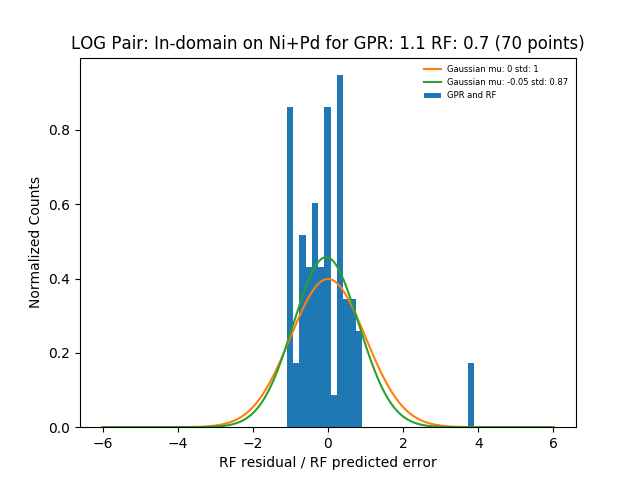 LOG Pair: In-domain on Ni+Pd for GPR: 1.1 RF: 0.7 (70 points)
Gaussian mu: 0 std: 1
Gaussian mu: -0.05 std: 0.87
GPR and RF
Normalized Counts
0.8
0.6
0.4
0.2
0.0
−6 −4 −2 0 2 4 6
RF residual / RF predicted error